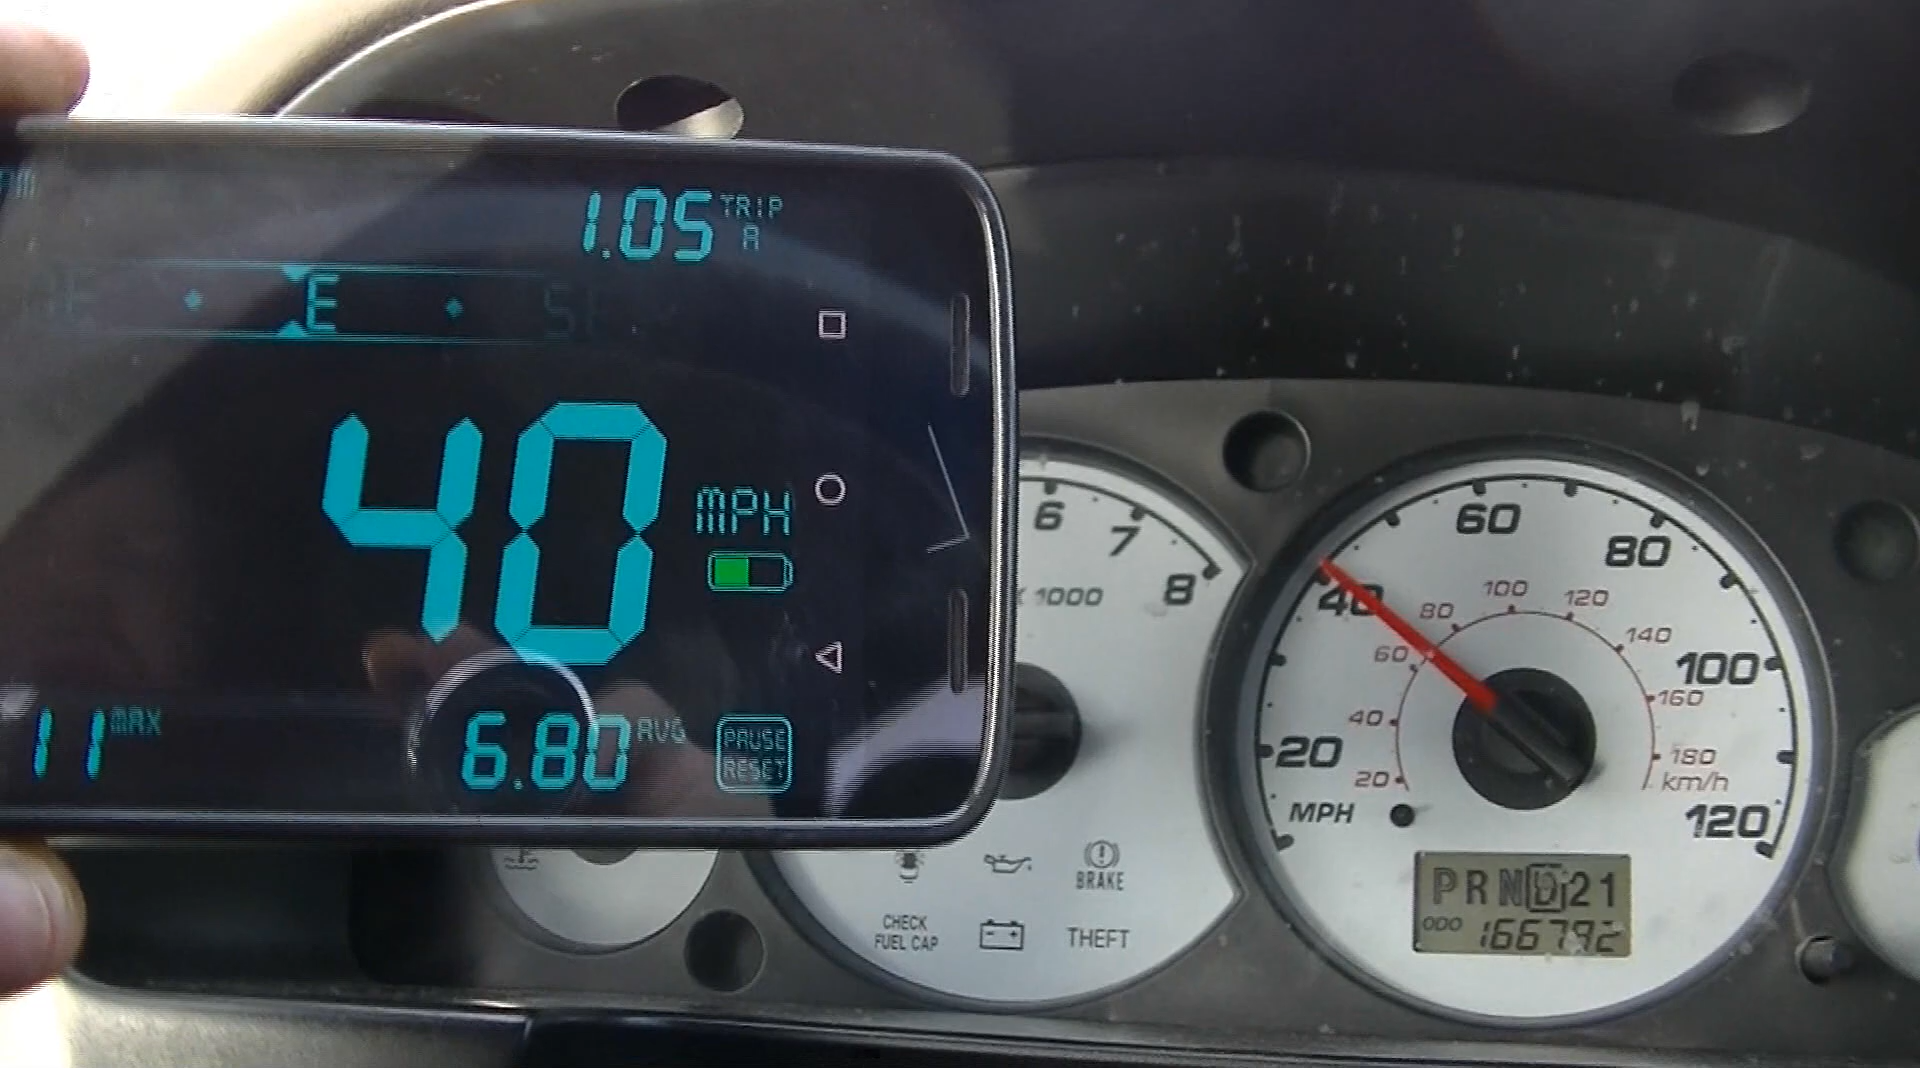 1.05 TRIP A
E
40 MPH
11 MAX
6.80 AVG
PAUSE
RESET
6
7
8
1000
CHECK
FUEL CAP
BRAKE
THEFT
20
40
60
80
100
120
MPH
20
40
60
80
100
120
140
160
180
km/h
PRND21
ODO 166792